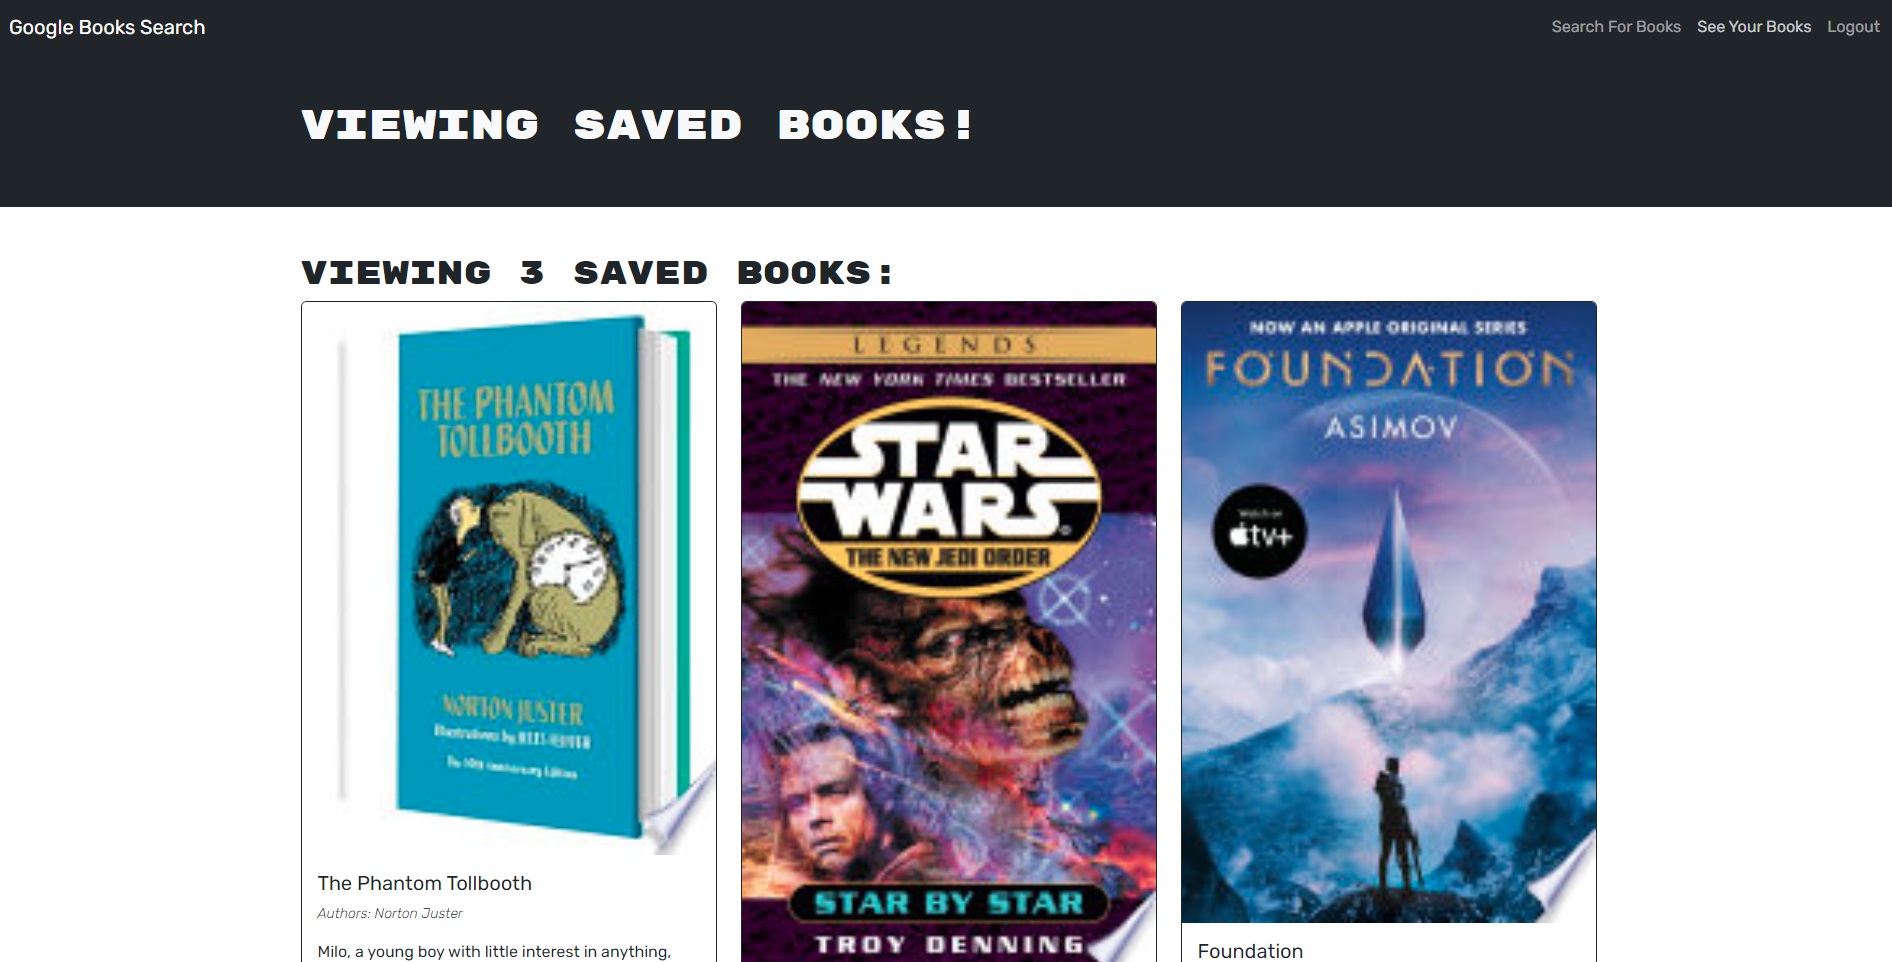 Google Books Search
Search For Books See Your Books Logout
VIEWING SAVED BOOKS!
VIEWING 3 SAVED BOOKS:
THE PHANTOM
TOLLBOOTH
NORTON JUSTER
Illustrations by
The Anniversary Edition
The Phantom Tollbooth
Authors: Norton Juster
Milo, a young boy with little interest in anything,
LEGENDS
THE NEW YORK TIMES BESTSELLER
STAR
WARS®
THE NEW JEDI ORDER
STAR BY STAR
TROY DENNING
NOW AN APPLE ORIGINAL SERIES
FOUNDATION
ASIMOV
Watch on
tv+
Foundation